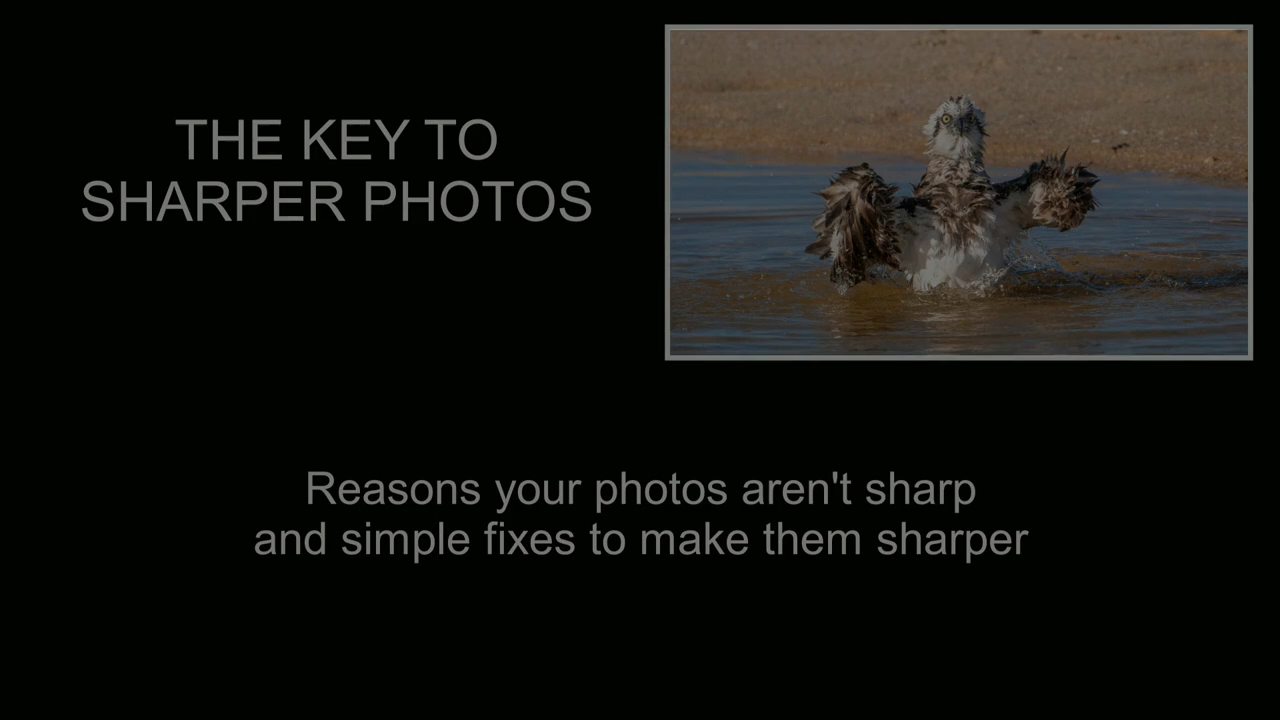 THE KEY TO
SHARPER PHOTOS
Reasons your photos aren't sharp
and simple fixes to make them sharper